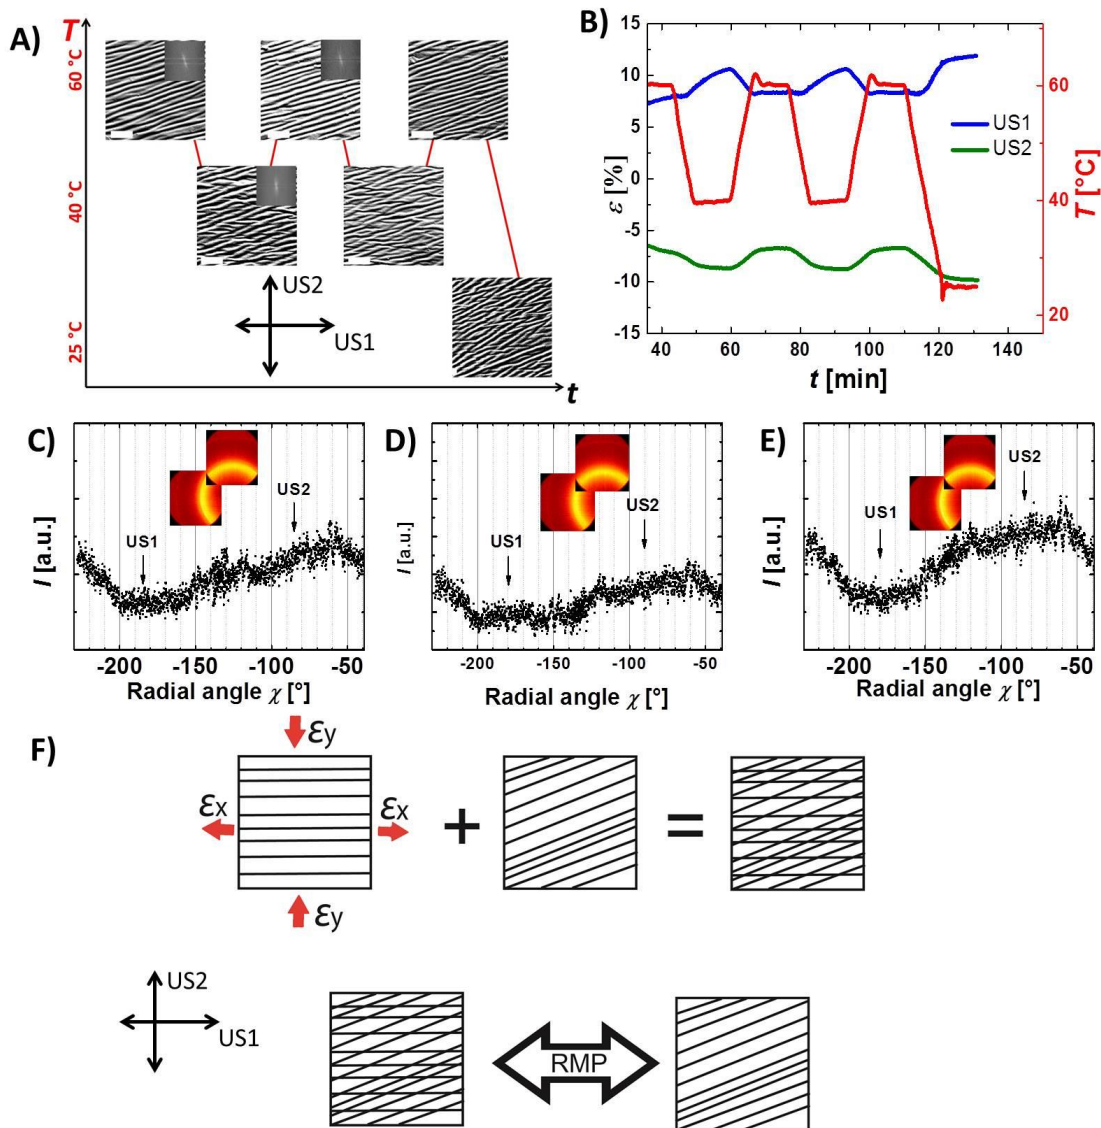 A)
T
60 °C
40 °C
25 °C
US2
US1
t
B)
ε [%]
15
10
5
0
-5
-10
-15
US1
US2
T [°C]
60
40
20
40 60 80 100 120 140
t [min]
C)
I [a.u.]
US1
US2
-200 -150 -100 -50
Radial angle χ [°]
D)
I [a.u.]
US1
US2
-200 -150 -100 -50
Radial angle χ [°]
E)
I [a.u.]
US1
US2
-200 -150 -100 -50
Radial angle χ [°]
F)
εy
εx
εx
+
=
εy
US2
US1
RMP